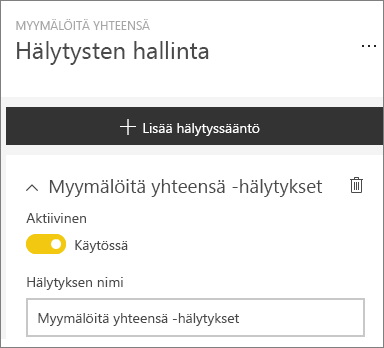 MYYMÄLÖITÄ YHTEENSÄ
Hälytysten hallinta
Lisää hälytyssääntö
Myymälöitä yhteensä -hälytykset
Aktiivinen
Käytössä
Hälytyksen nimi
Myymälöitä yhteensä -hälytykset